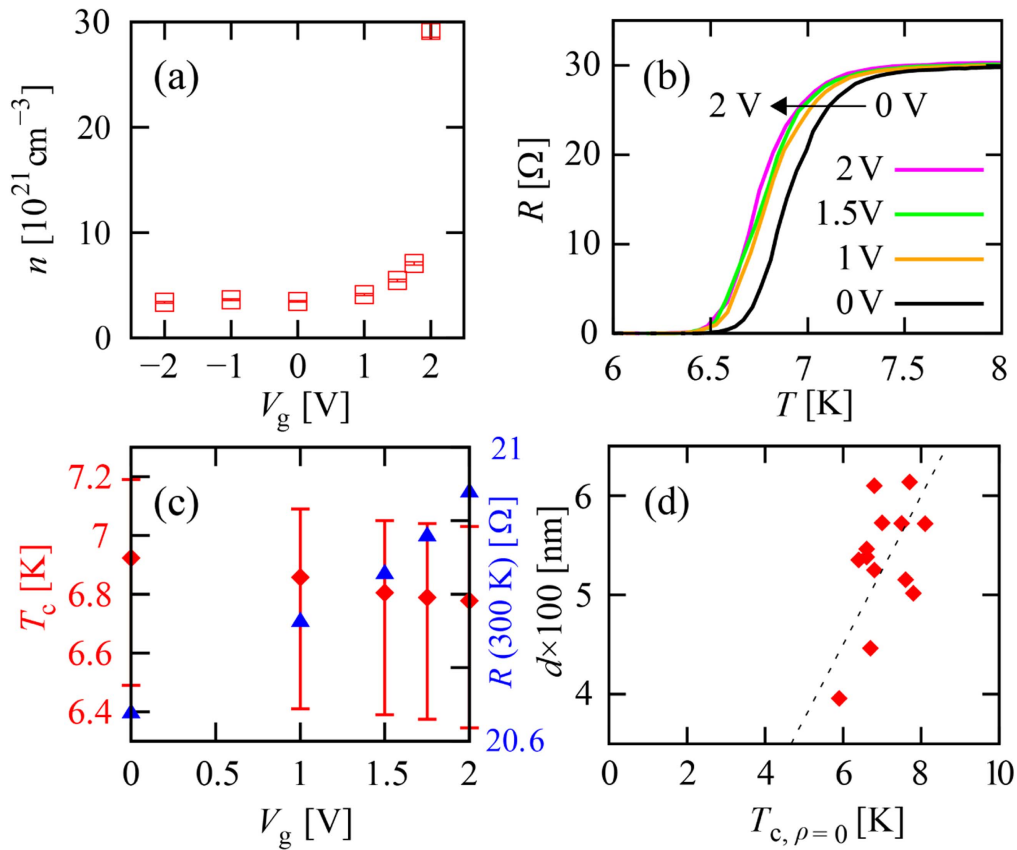 (a)
n [10²¹ cm⁻³]
30
20
10
0
−2 −1 0 1 2
V_g [V]
(b)
R [Ω]
30
20
10
0
2 V 0 V
2 V
1.5V
1 V
0 V
6 6.5 7 7.5 8
T [K]
(c)
T_c [K]
7.2
7
6.8
6.6
6.4
21
R (300 K) [Ω]
20.6
0 0.5 1 1.5 2
V_g [V]
(d)
d×100 [nm]
6
5
4
0 2 4 6 8 10
T_c, ρ = 0 [K]